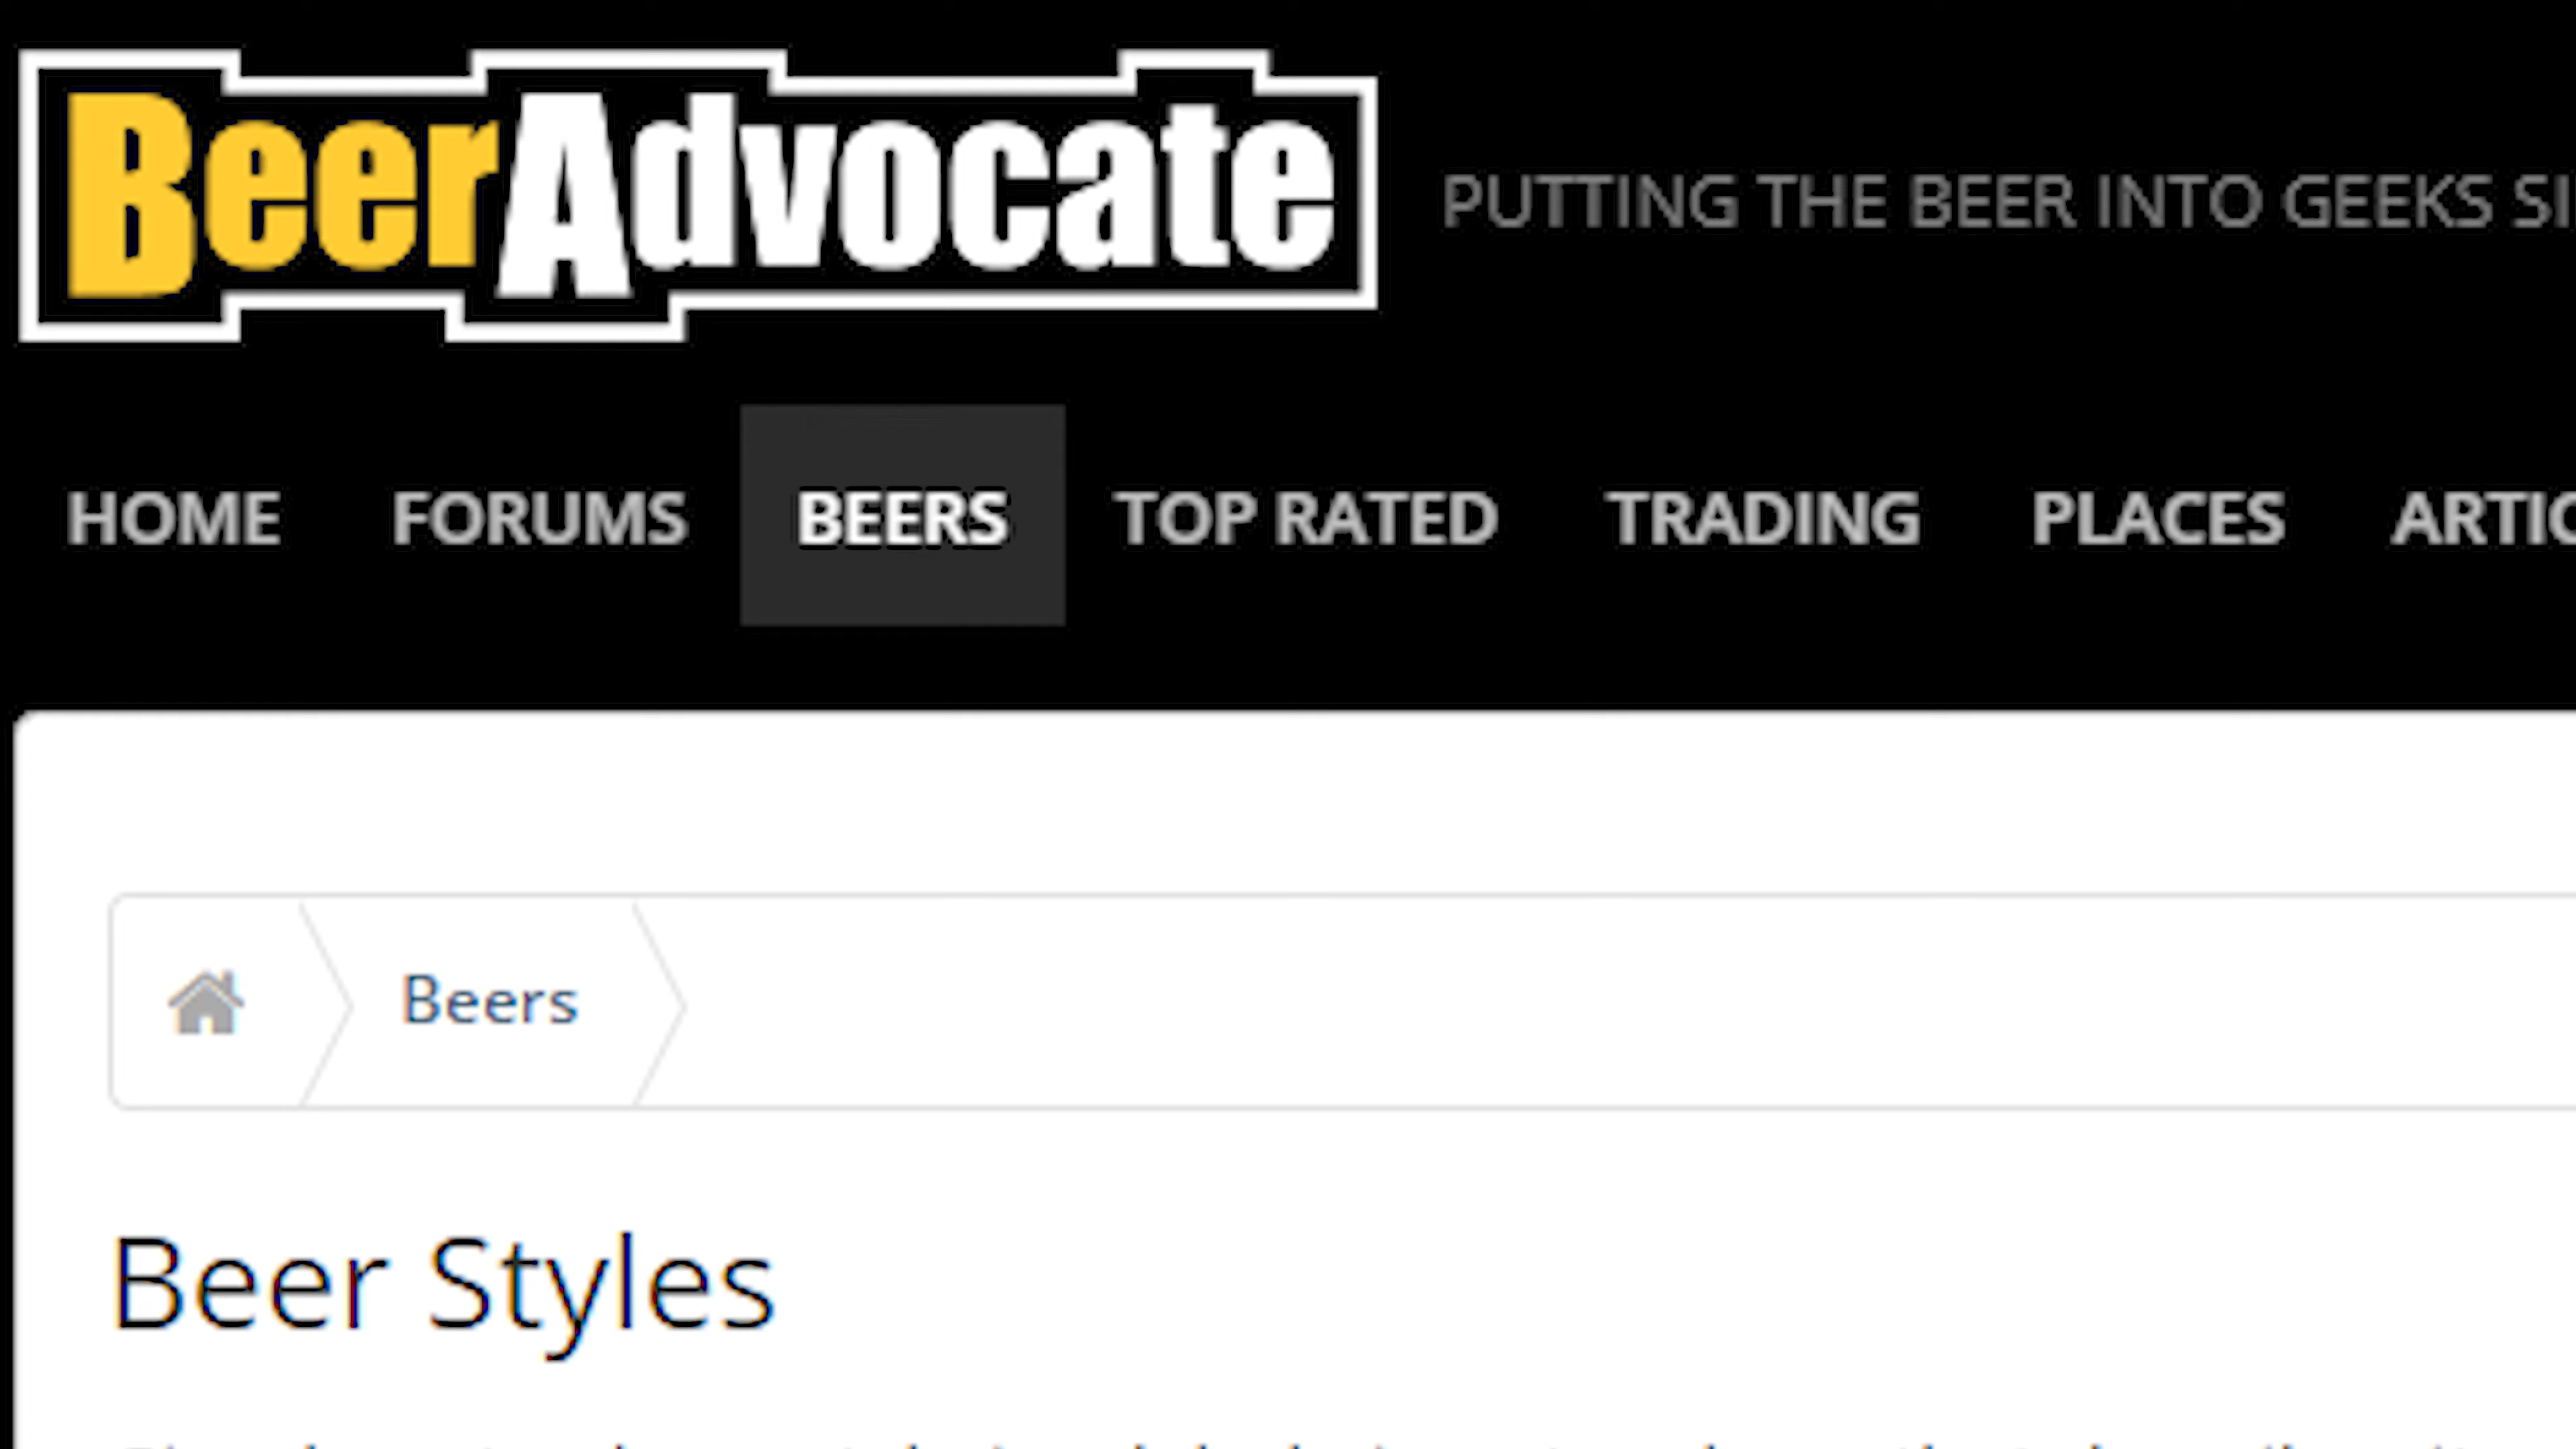 BeerAdvocate
PUTTING THE BEER INTO GEEKS
HOME FORUMS BEERS TOP RATED TRADING PLACES
Beers
Beer Styles